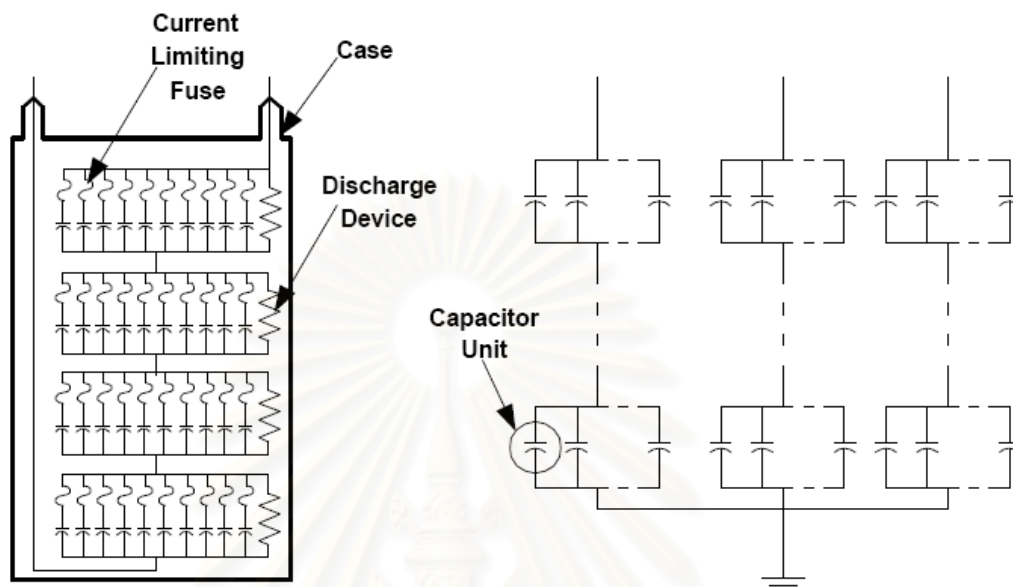 Current
Limiting
Fuse
Case
Discharge
Device
Capacitor
Unit